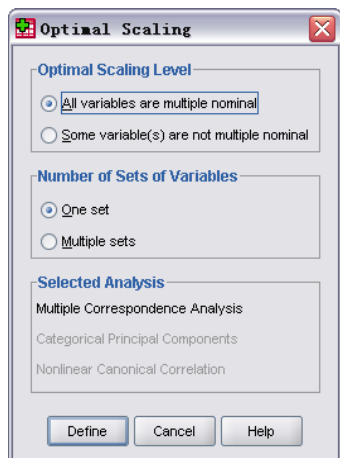 Optimal Scaling
Optimal Scaling Level
All variables are multiple nominal
Some variable(s) are not multiple nominal
Number of Sets of Variables
One set
Multiple sets
Selected Analysis
Multiple Correspondence Analysis
Categorical Principal Components
Nonlinear Canonical Correlation
Define Cancel Help